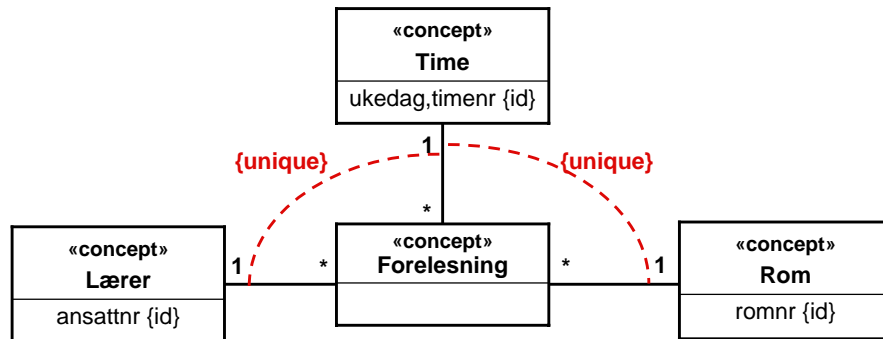 «concept»
Time
ukedag,timenr {id}
1
{unique}
{unique}
*
«concept»
Lærer
ansattnr {id}
1
*
«concept»
Forelesning
*
1
«concept»
Rom
romnr {id}